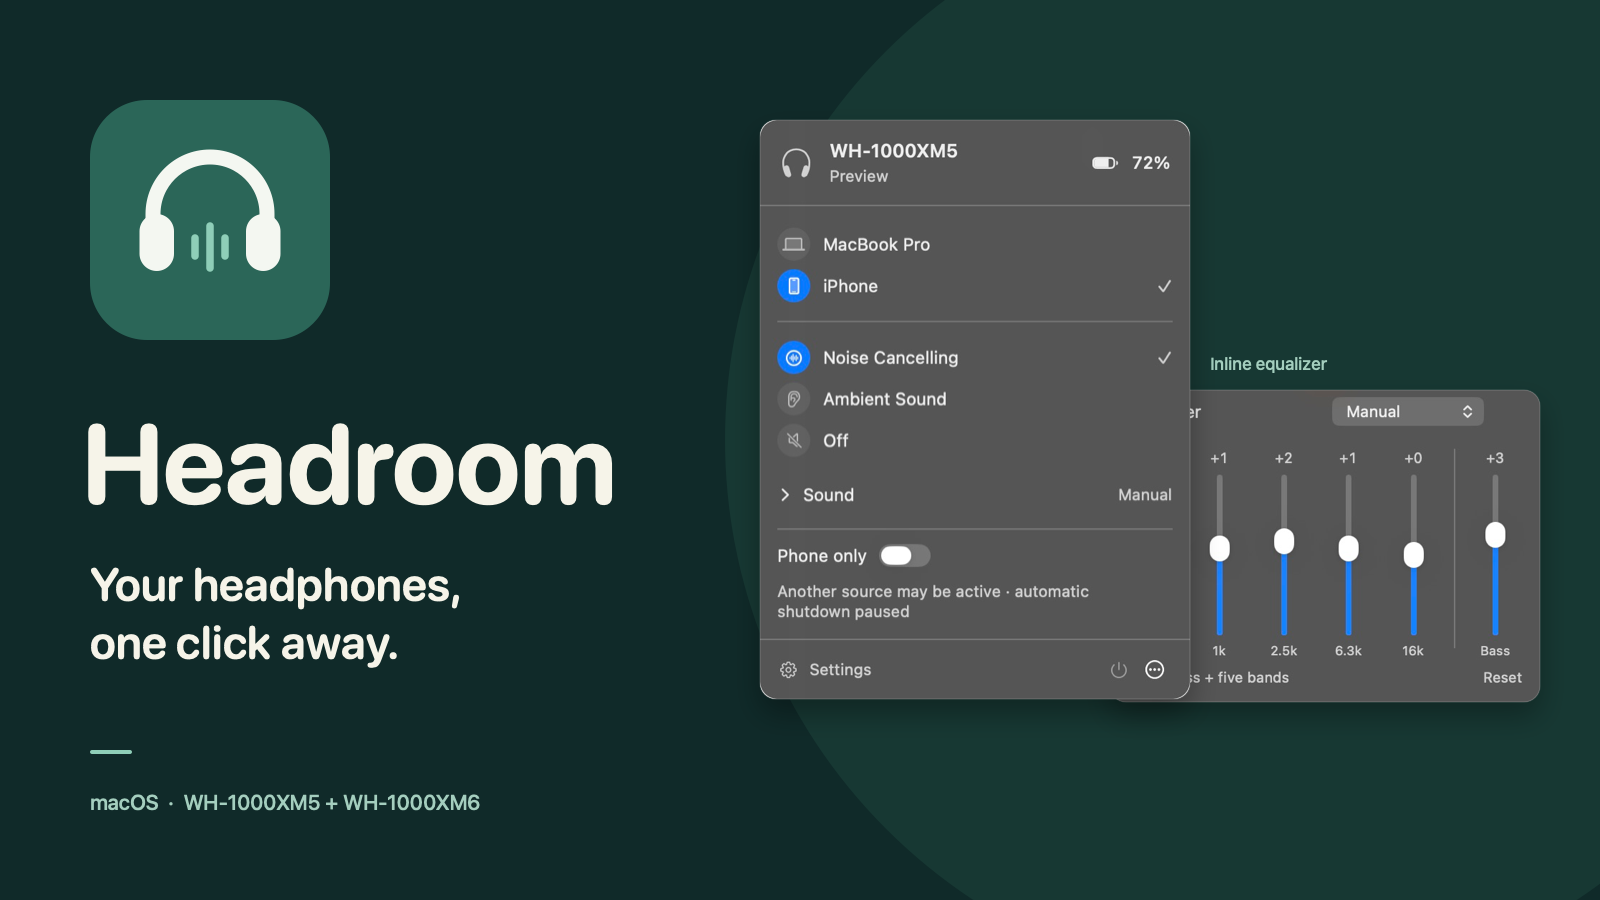 Headroom
Your headphones,
one click away.
macOS · WH-1000XM5 + WH-1000XM6
WH-1000XM5
Preview
72%
MacBook Pro
iPhone
Noise Cancelling
Ambient Sound
Off
Sound
Manual
Phone only
Another source may be active · automatic
shutdown paused
Settings
Inline equalizer
er
Manual
+1 +2 +1 +0 +3
1k 2.5k 6.3k 16k Bass
ss + five bands
Reset